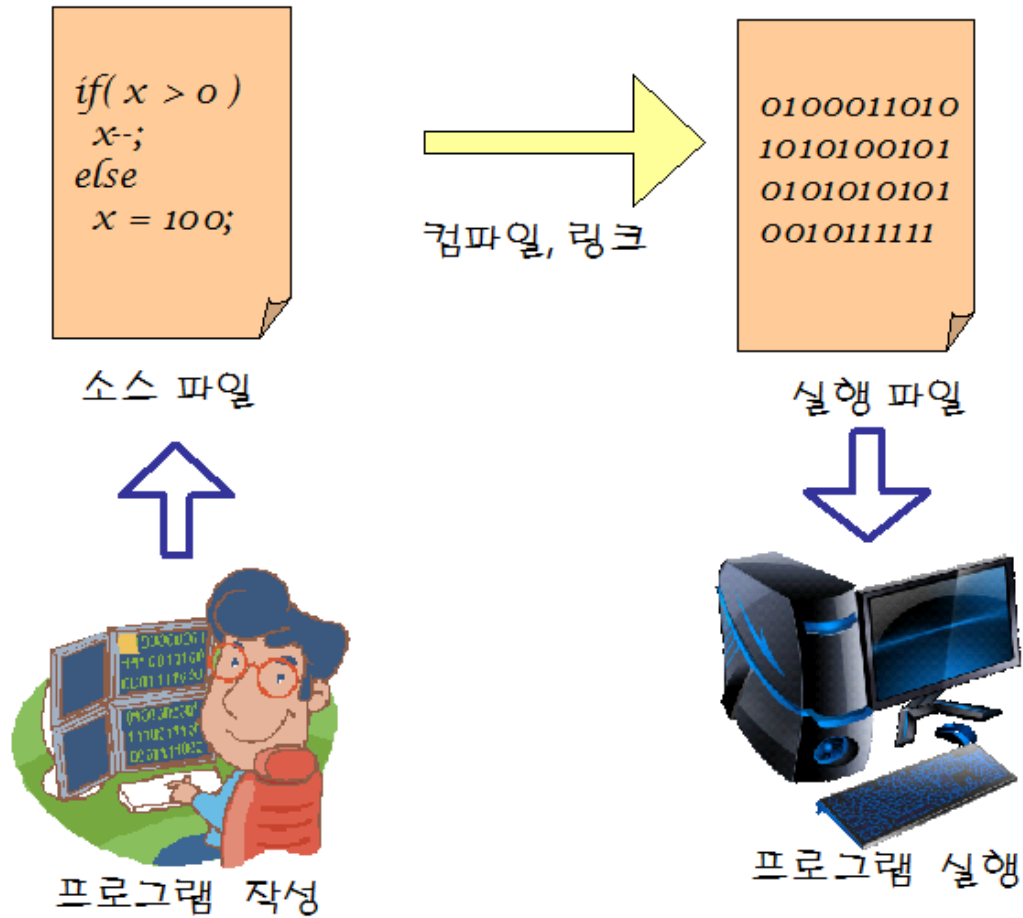 if( x > 0 )
x--;
else
x = 100;
컴파일, 링크
0100011010
1010100101
0101010101
0010111111
소스 파일
실행 파일
프로그램 작성
프로그램 실행